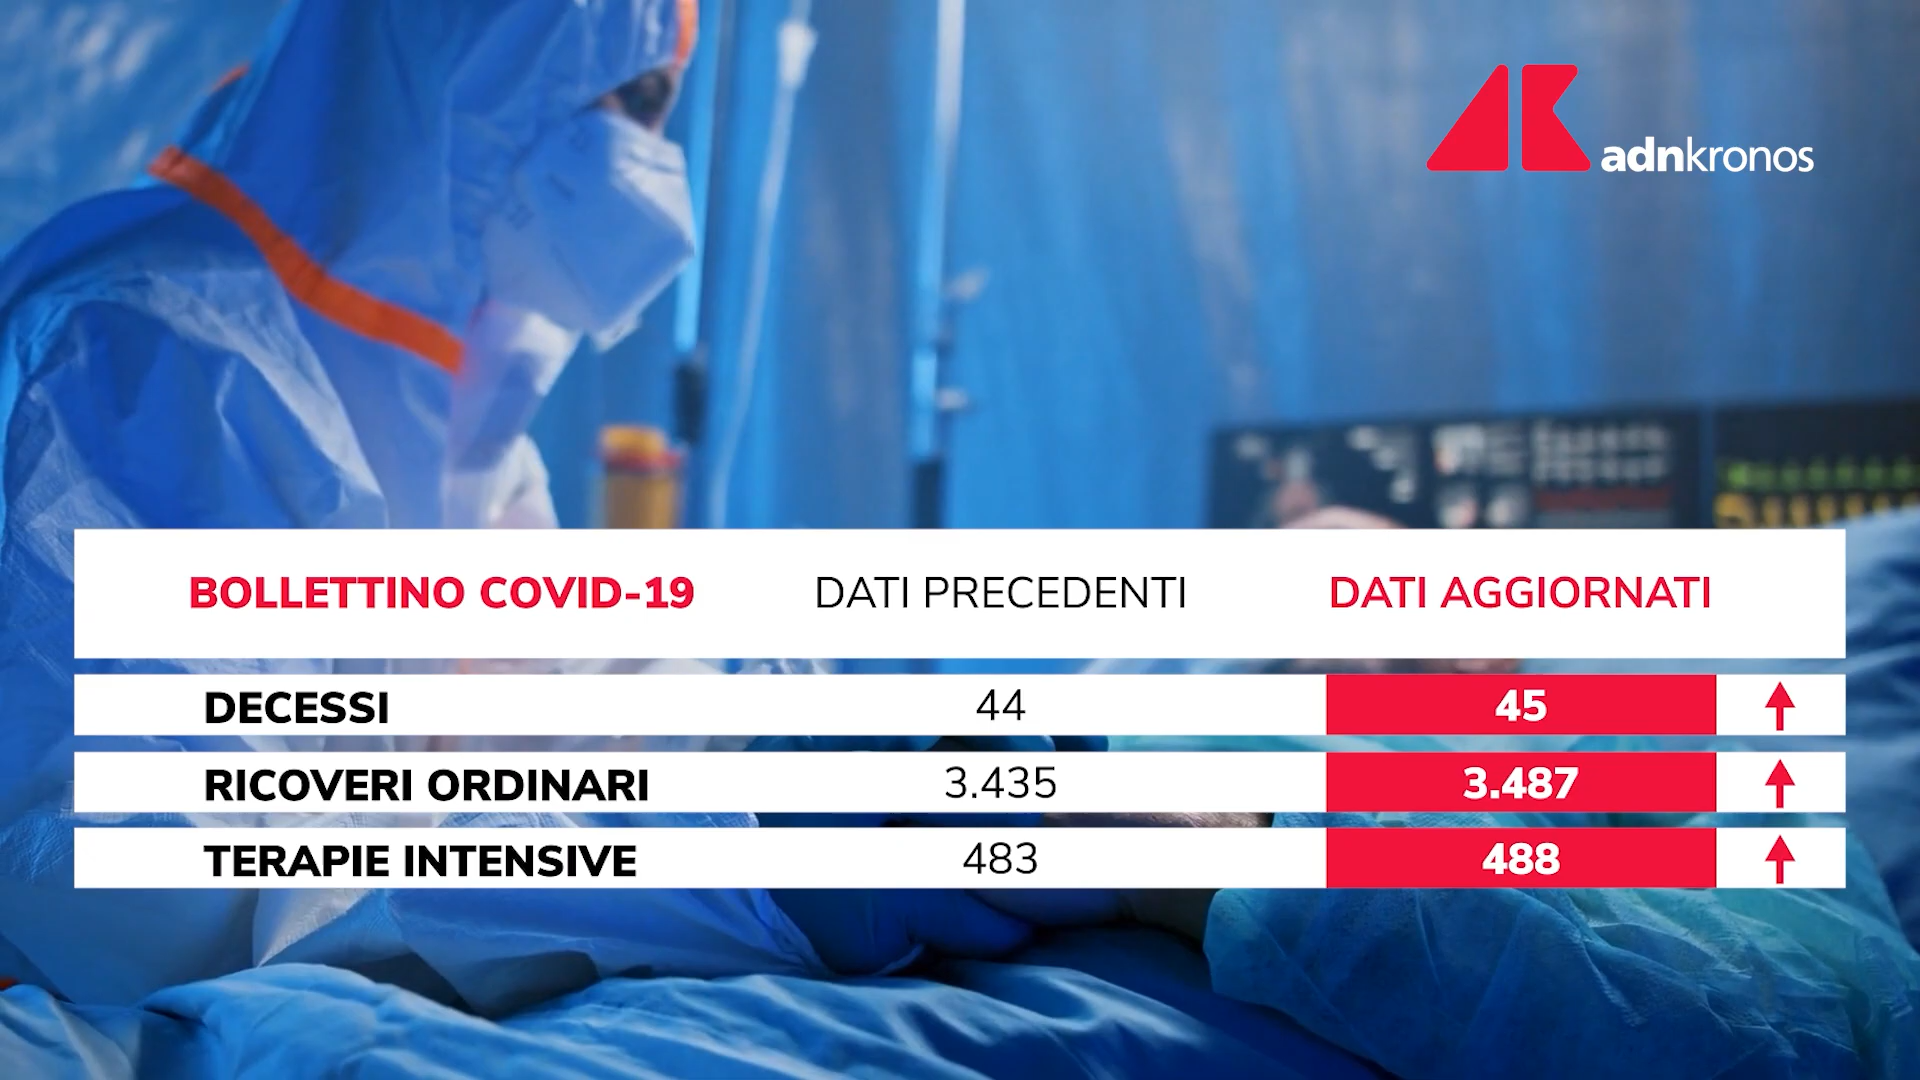 adnkronos
BOLLETTINO COVID-19 DATI PRECEDENTI DATI AGGIORNATI
DECESSI 44 45
RICOVERI ORDINARI 3.435 3.487
TERAPIE INTENSIVE 483 488